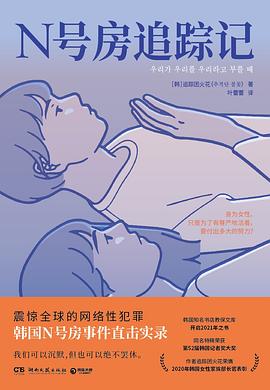 N号房追踪记
우리가 우리를 우리라고 부를 때
[韩]追踪团火花(추적단 불꽃) 著
叶蕾蕾 译
身为女性,
只是为了有尊严地活着,
要付出多大的努力?
震惊全球的网络性犯罪
韩国N号房事件直击实录
我们可以沉默,但也可以绝不罢休。
韩国知名书店教保文库
开启2021年之书
同名特辑荣获
第52届韩国记者奖大奖
作者追踪团火花荣膺
2020年韩国女性家族部长官表彰
湖南文艺出版社
博集天卷